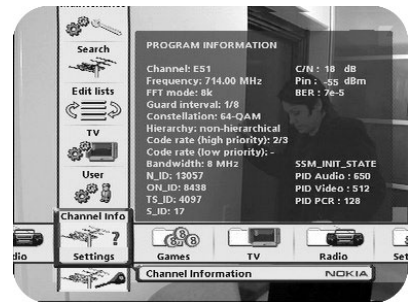 Search
Edit lists
TV
User
Channel Info
Settings
PROGRAM INFORMATION
Channel: E51
Frequency: 714.00 MHz
FFT mode: 8k
Guard interval: 1/8
Constellation: 64-QAM
Hierarchy: non-hierarchical
Code rate (high priority): 2/3
Code rate (low priority): -
Bandwidth: 8 MHz
N_ID: 13057
ON_ID: 8438
TS_ID: 4097
S_ID: 17
C/N : 18 dB
Pin : -55 dBm
BER : 7e-5
SSM_INIT_STATE
PID Audio : 650
PID Video : 512
PID PCR : 128
Games
TV
Radio
Channel Information
NOKIA